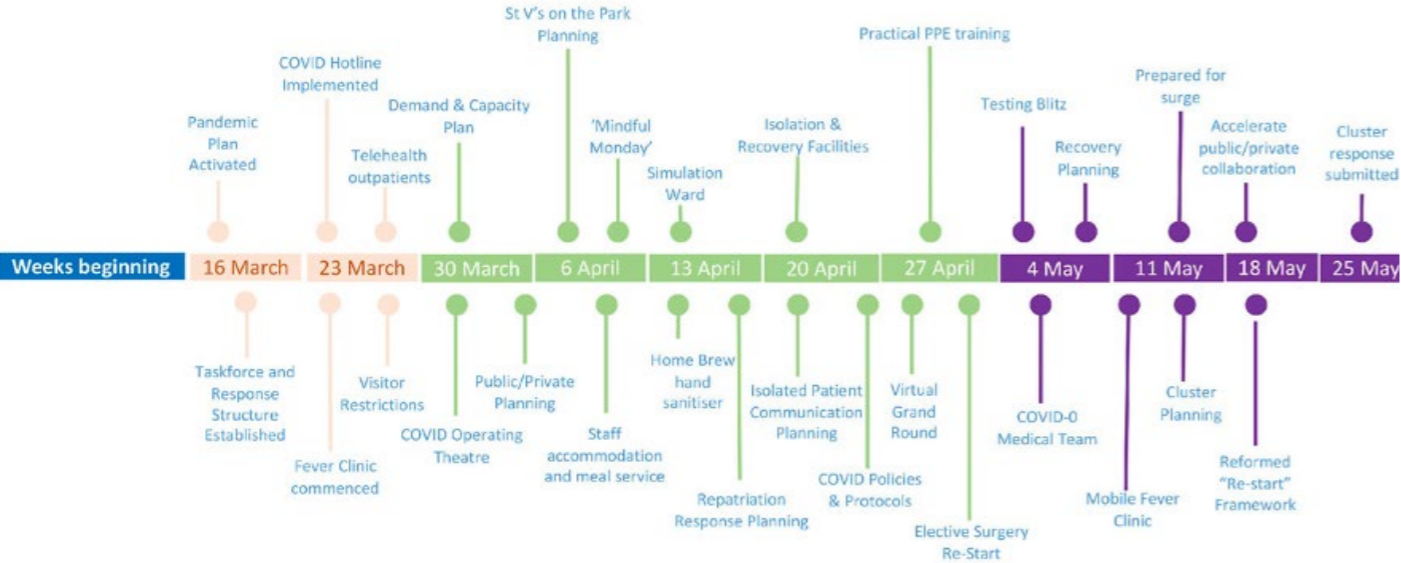 St V's on the Park
Planning
Practical PPE training
COVID Hotline
Implemented
Prepared for
surge
Demand & Capacity
Plan
Testing Blitz
Pandemic
Plan
Activated
'Mindful
Monday'
Isolation &
Recovery Facilities
Accelerate
public/private
collaboration
Cluster
response
submitted
Telehealth
outpatients
Recovery
Planning
Simulation
Ward
Weeks beginning
16 March
23 March
30 March
6 April
13 April
20 April
27 April
4 May
11 May
18 May
25 May
Taskforce and
Response
Structure
Established
Fever Clinic
commenced
Visitor
Restrictions
COVID Operating
Theatre
Public/Private
Planning
Staff
accommodation
and meal service
Home Brew
hand
sanitiser
Repatriation
Response Planning
Isolated Patient
Communication
Planning
COVID Policies
& Protocols
Virtual
Grand
Round
Elective Surgery
Re-Start
COVID-0
Medical Team
Mobile Fever
Clinic
Cluster
Planning
Reformed
"Re-start"
Framework